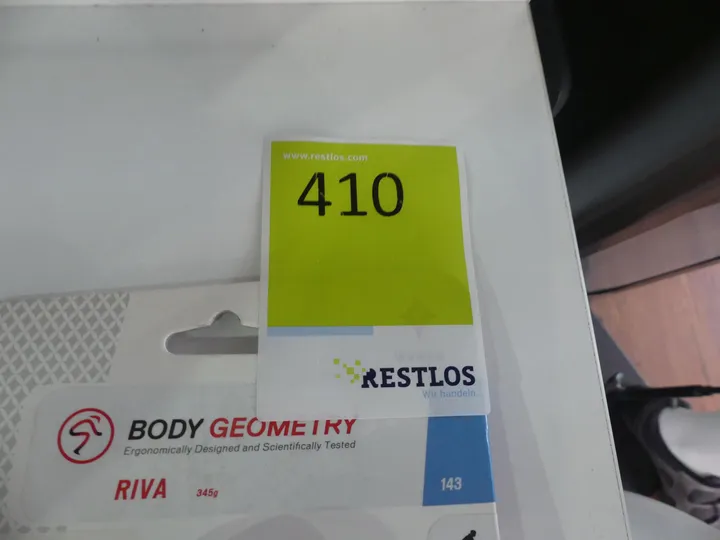 www.restlos.com
410
RESTLOS
Wir handeln...
BODY GEOMETRY
Ergonomically Designed and Scientifically Tested
RIVA 345g
143